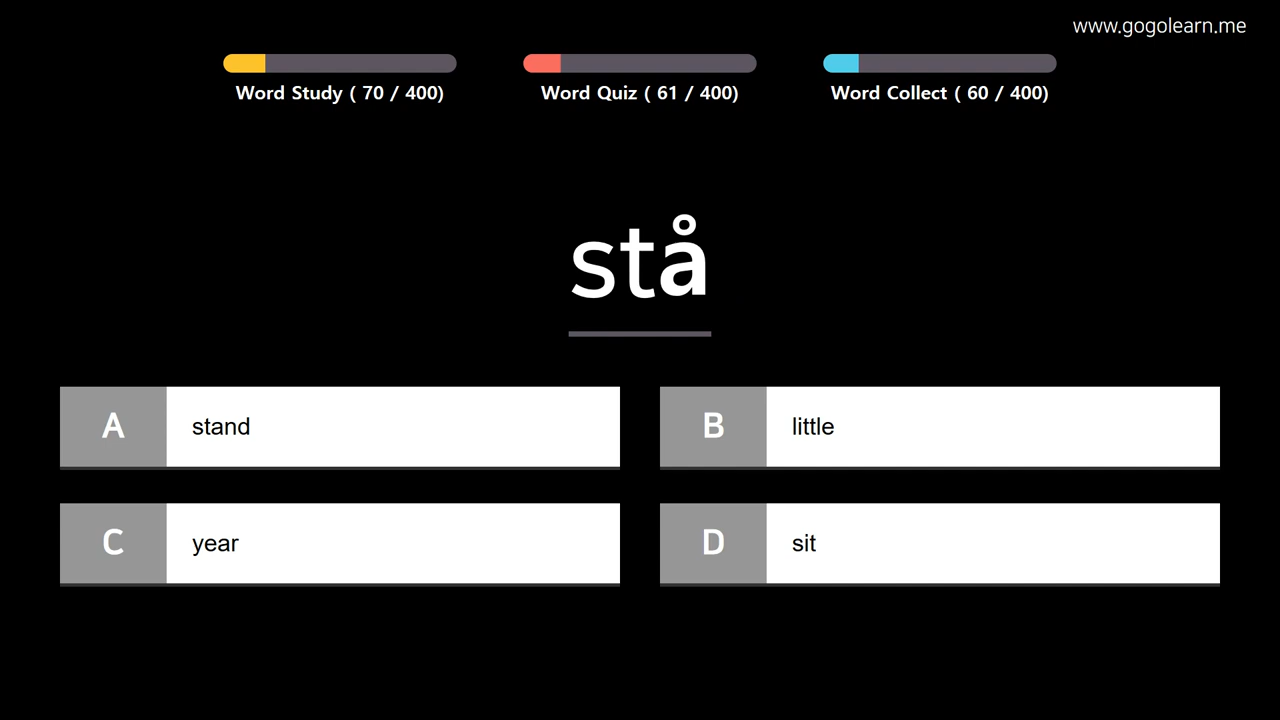 www.gogolearn.me
Word Study ( 70 / 400)
Word Quiz ( 61 / 400)
Word Collect ( 60 / 400)
stå
A stand
B little
C year
D sit